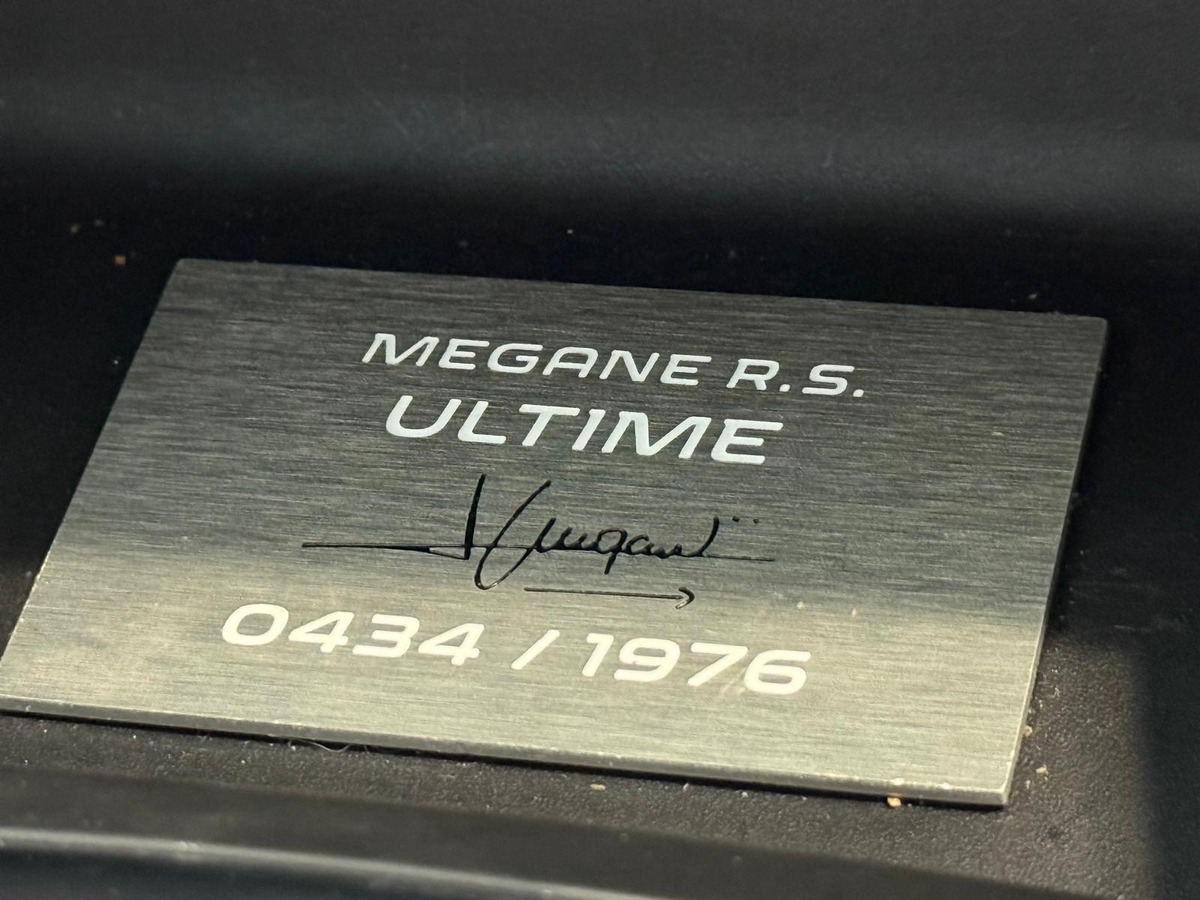 MEGANE R.S.
ULTIME
0434 / 1976